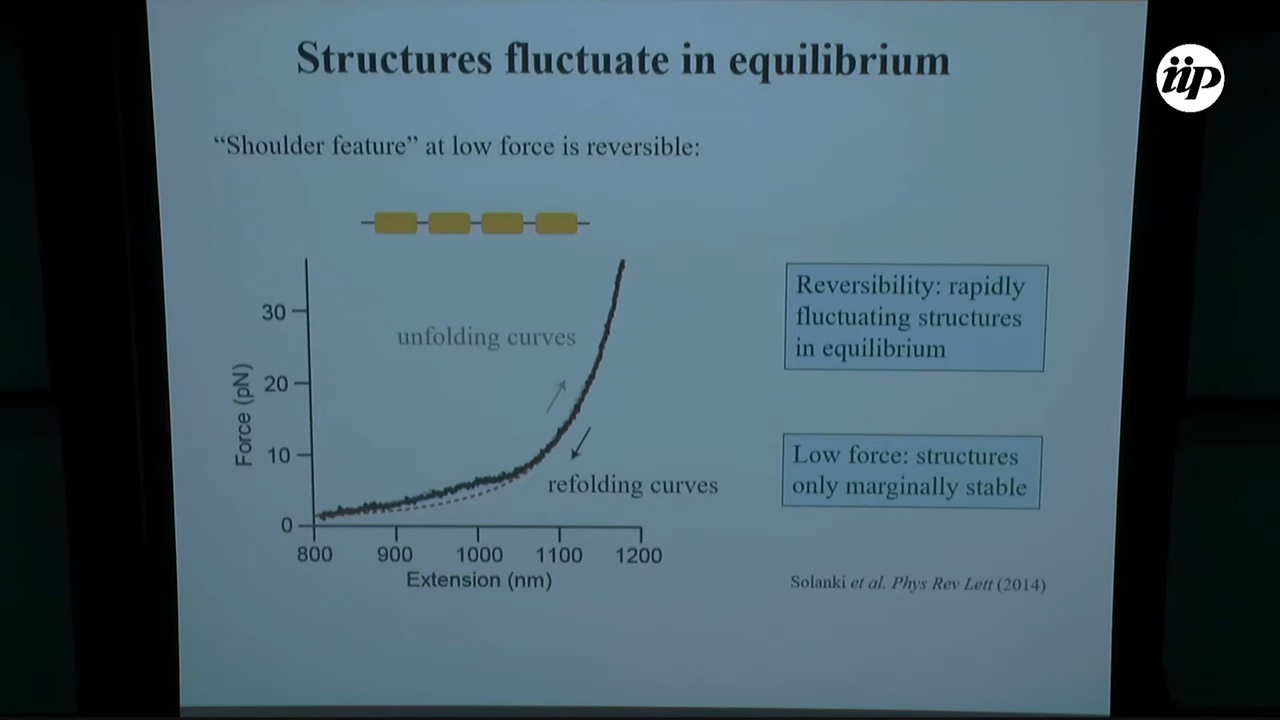 Structures fluctuate in equilibrium
iip
“Shoulder feature” at low force is reversible:
unfolding curves
refolding curves
Force (pN)
30
20
10
0
800 900 1000 1100 1200
Extension (nm)
Reversibility: rapidly
fluctuating structures
in equilibrium
Low force: structures
only marginally stable
Solanki et al. Phys Rev Lett (2014)